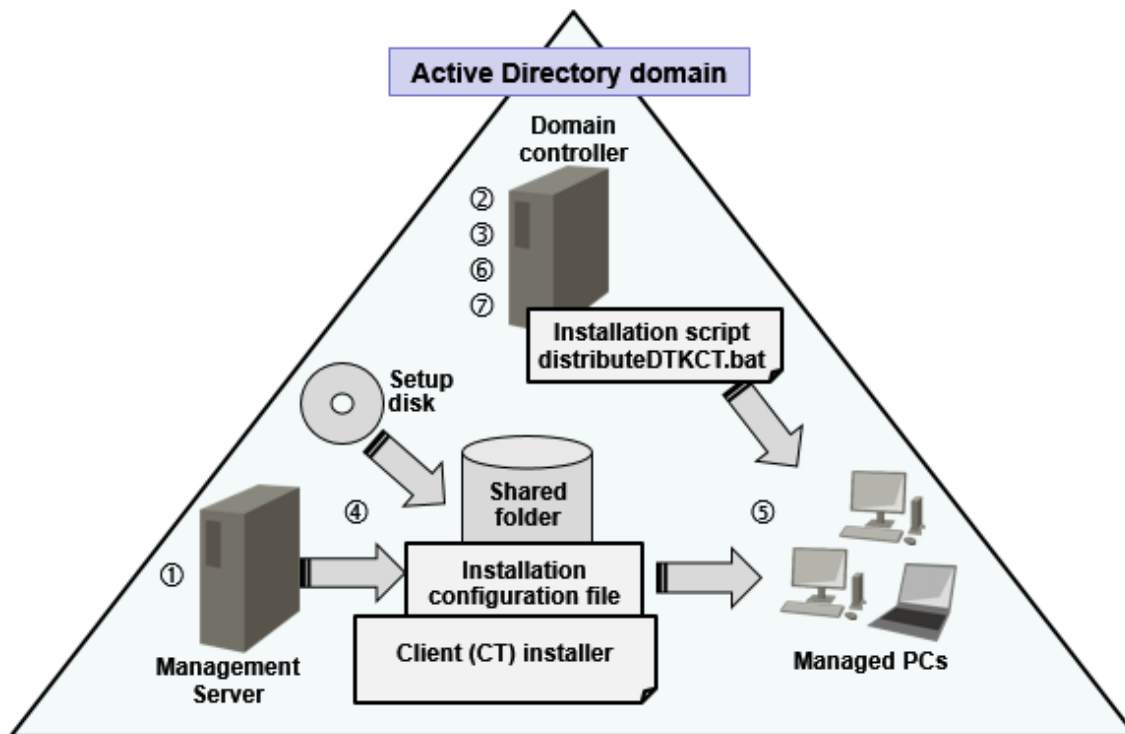 Active Directory domain
Domain
controller
②
③
⑥
⑦
Installation script
distributeDTKCT.bat
Setup
disk
Shared
folder
④
⑤
①
Installation
configuration file
Client (CT) installer
Management
Server
Managed PCs